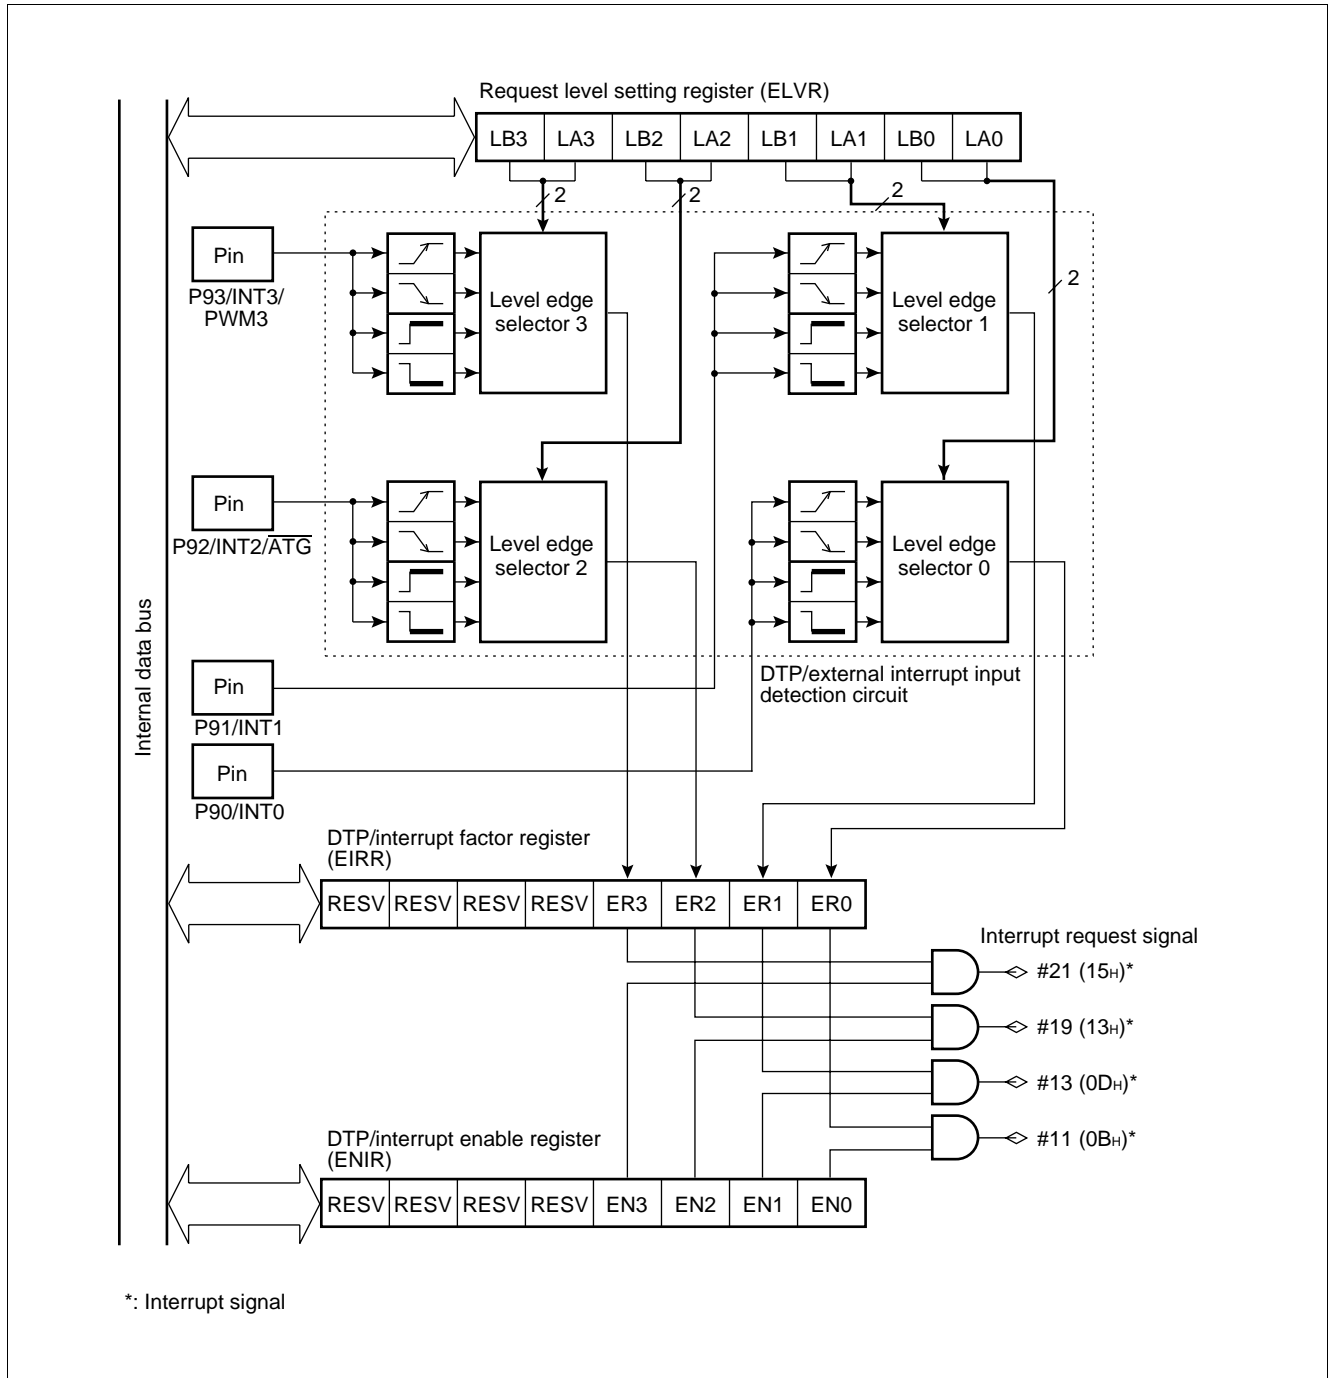 Request level setting register (ELVR)
LB3 LA3 LB2 LA2 LB1 LA1 LB0 LA0
2
2
2
2
Pin
P93/INT3/
PWM3
Level edge
selector 3
Level edge
selector 1
Pin
P92/INT2/A̅T̅G̅
Level edge
selector 2
Level edge
selector 0
DTP/external interrupt input
detection circuit
Internal data bus
Pin
P91/INT1
Pin
P90/INT0
DTP/interrupt factor register
(EIRR)
RESV RESV RESV RESV ER3 ER2 ER1 ER0
Interrupt request signal
#21 (15H)*
#19 (13H)*
#13 (0DH)*
#11 (0BH)*
DTP/interrupt enable register
(ENIR)
RESV RESV RESV RESV EN3 EN2 EN1 EN0
*: Interrupt signal